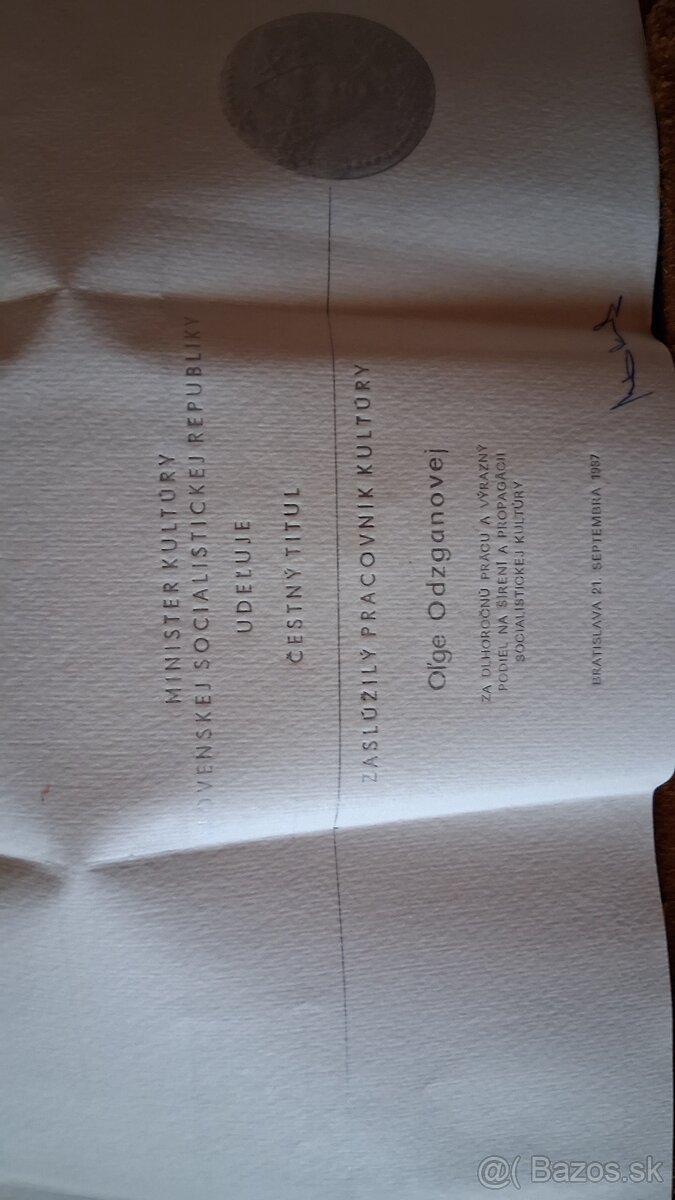 MINISTER KULTÚRY
SLOVENSKEJ SOCIALISTICKEJ REPUBLIKY
UDEĽUJE
ČESTNÝ TITUL
ZASLÚŽILÝ PRACOVNÍK KULTÚRY
Oľge Odzganovej
ZA DLHOROČNÚ PRÁCU A VÝRAZNÝ
PODIEL NA ŠÍRENÍ A PROPAGÁCII
SOCIALISTICKEJ KULTÚRY
BRATISLAVA 21. SEPTEMBRA 1987
@( Bazos.sk